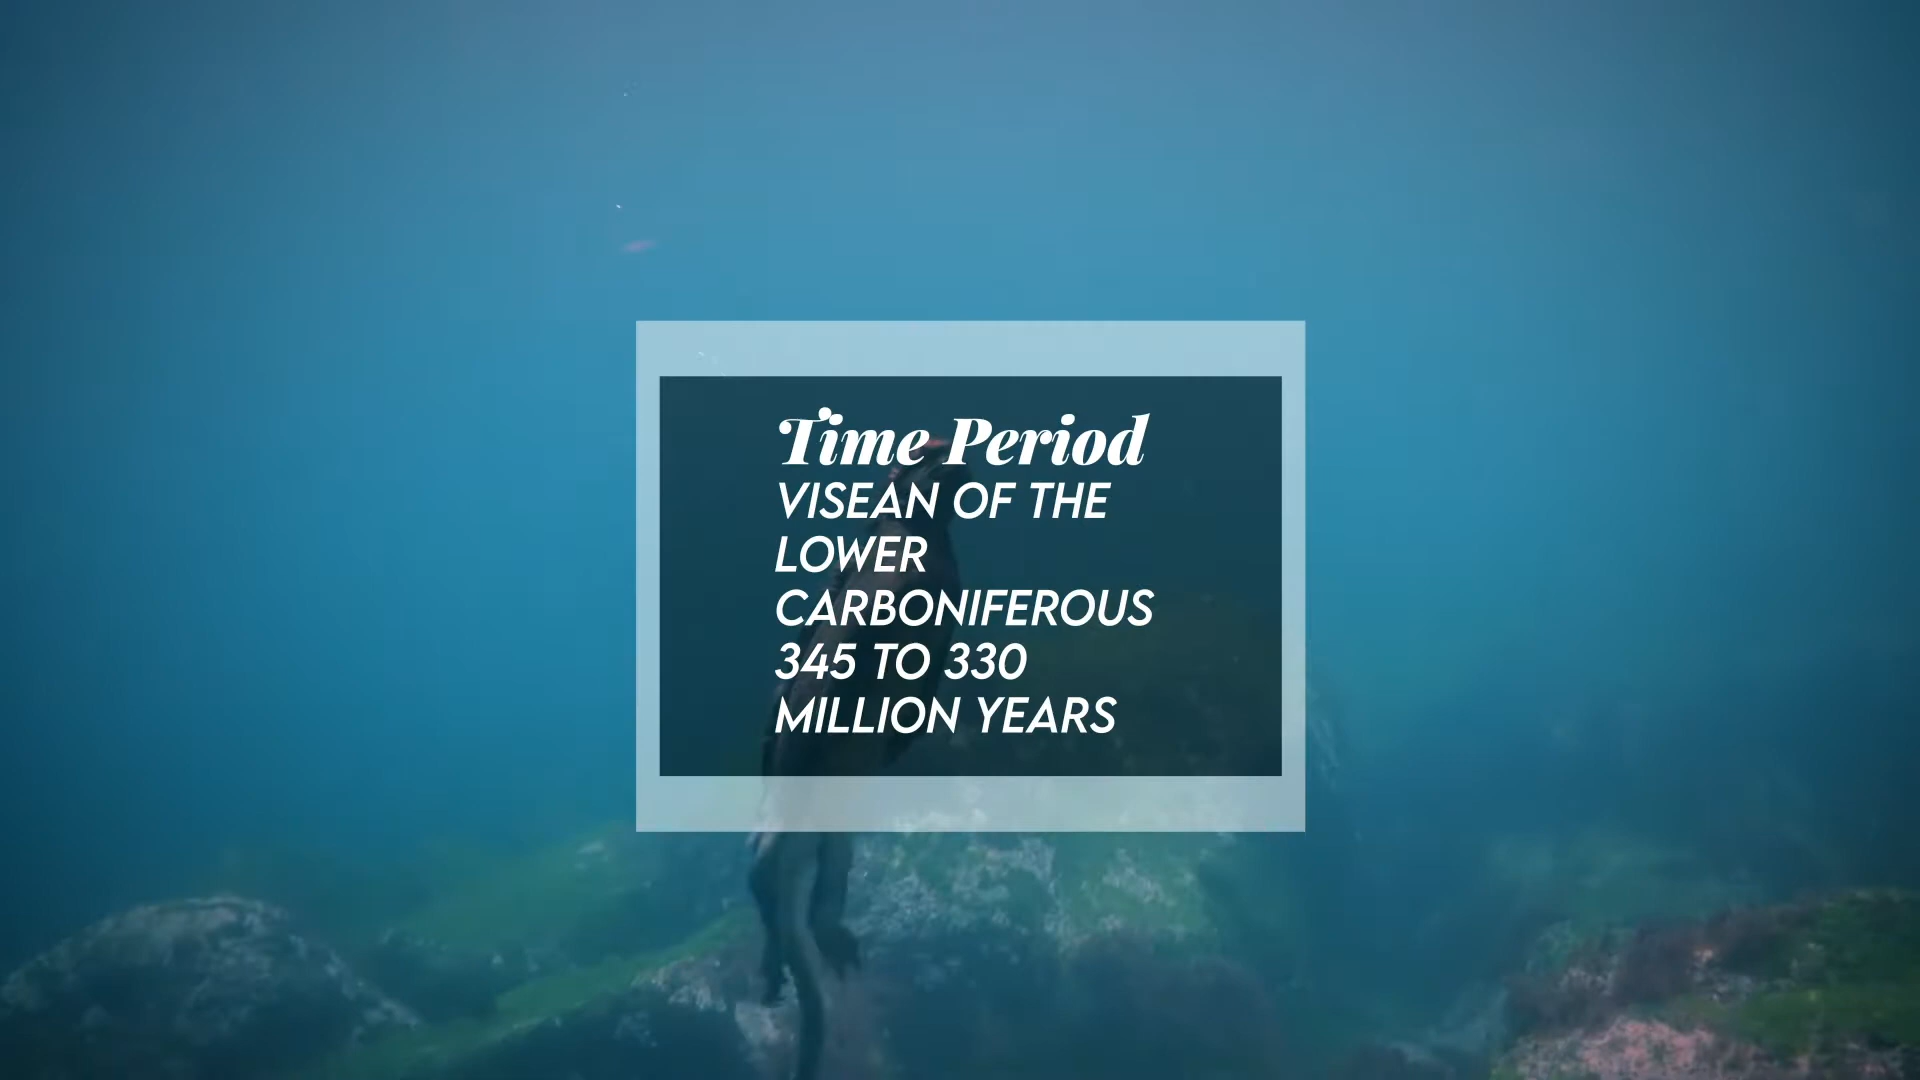 Time Period
VISEAN OF THE
LOWER
CARBONIFEROUS
345 TO 330
MILLION YEARS